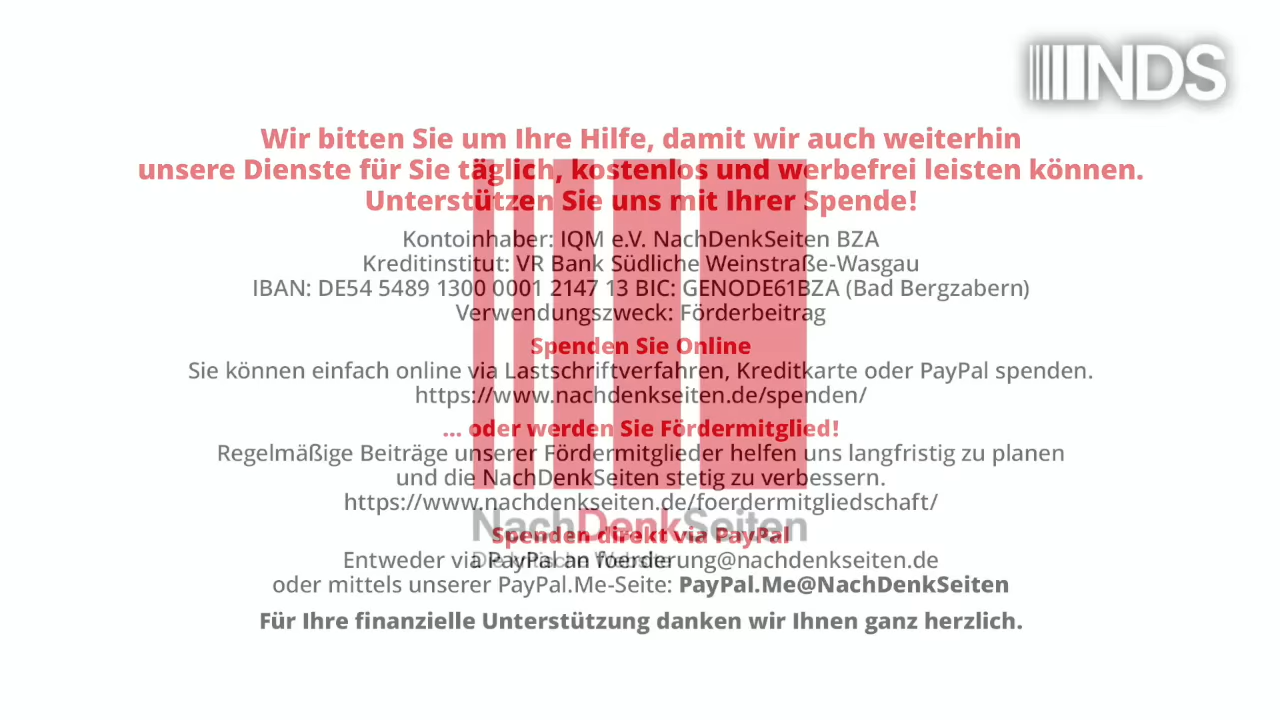 NDS
Wir bitten Sie um Ihre Hilfe, damit wir auch weiterhin
unsere Dienste für Sie täglich, kostenlos und werbefrei leisten können.
Unterstützen Sie uns mit Ihrer Spende!
Kontoinhaber: IQM e.V. NachDenkSeiten BZA
Kreditinstitut: VR Bank Südliche Weinstraße-Wasgau
IBAN: DE54 5489 1300 0001 2147 13 BIC: GENODE61BZA (Bad Bergzabern)
Verwendungszweck: Förderbeitrag
Spenden Sie Online
Sie können einfach online via Lastschriftverfahren, Kreditkarte oder PayPal spenden.
https://www.nachdenkseiten.de/spenden/
... oder werden Sie Fördermitglied!
Regelmäßige Beiträge unserer Fördermitglieder helfen uns langfristig zu planen
und die NachDenkSeiten stetig zu verbessern.
https://www.nachdenkseiten.de/foerdermitgliedschaft/
NachDenkSeiten
Spenden direkt via PayPal
Entweder via PayPal an foerderung@nachdenkseiten.de
Die kritische Website
oder mittels unserer PayPal.Me-Seite: PayPal.Me@NachDenkSeiten
Für Ihre finanzielle Unterstützung danken wir Ihnen ganz herzlich.